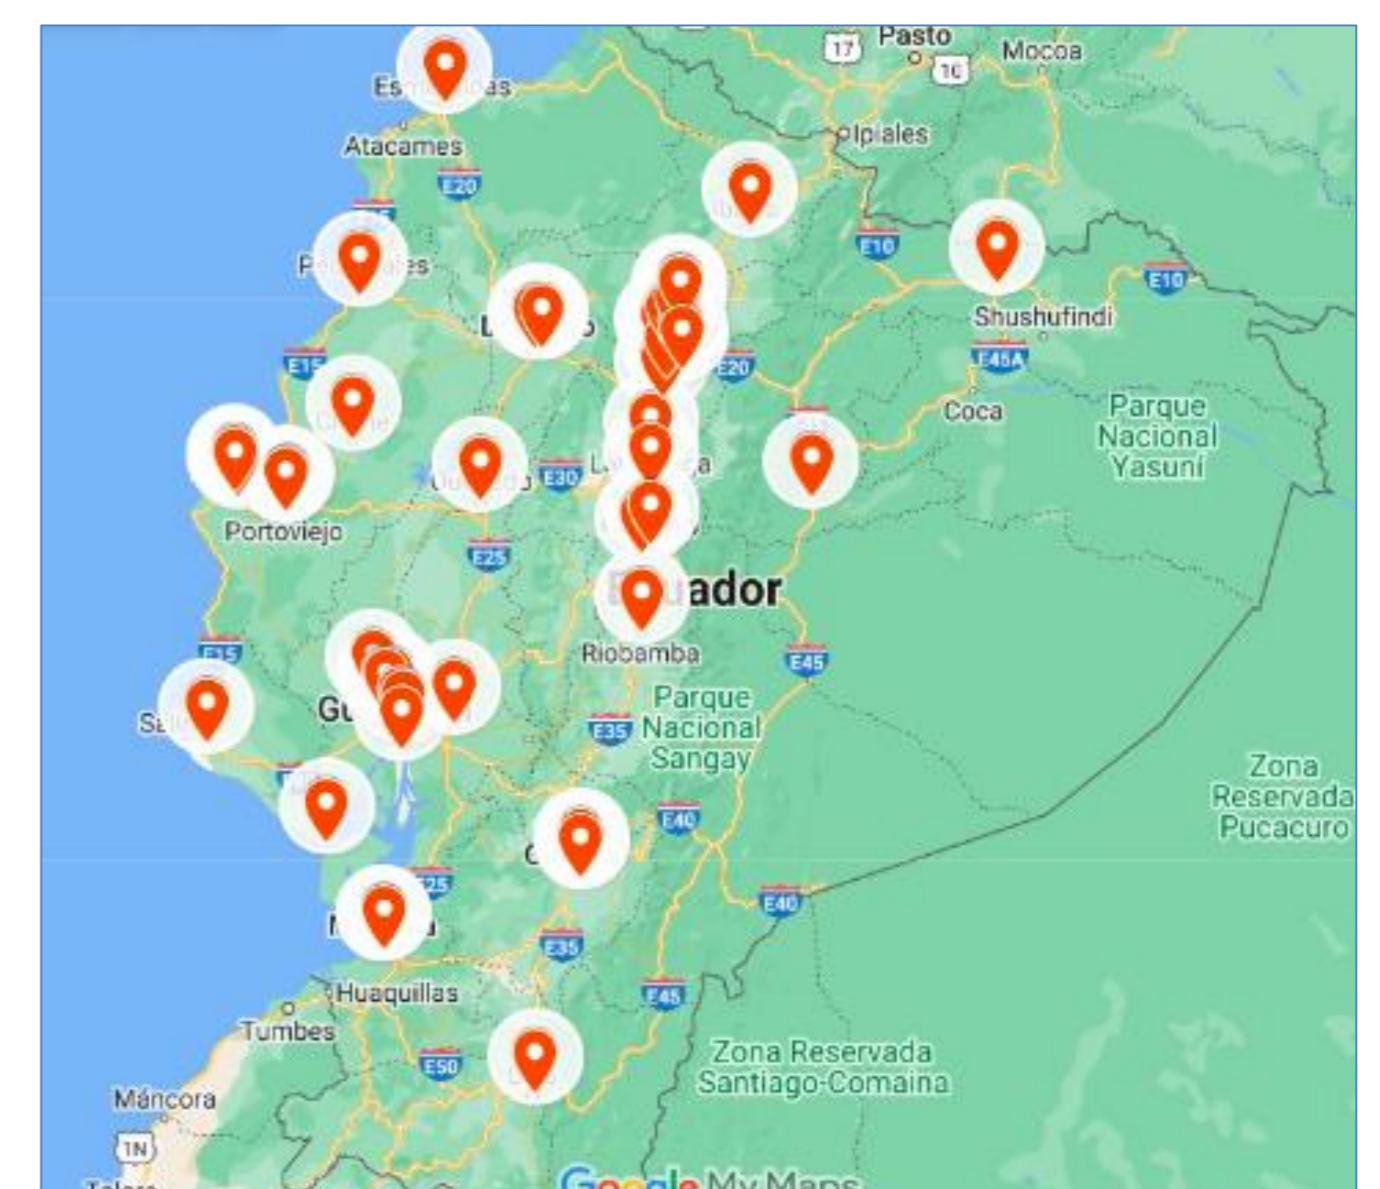 Pasto
17
Mocoa
16
Ipiales
Atacames
E20
E10
E10
Shushufindi
E15
E20
E45A
Coca
Parque
Nacional
Yasuní
E30
Portoviejo
E25
ador
E15
Riobamba
E45
Parque
Nacional
Sangay
E35
Zona
Reservada
Pucacuro
E40
E25
E40
E35
Huaquillas
E45
Tumbes
Zona Reservada
Santiago-Comaina
E50
Máncora
1N
Google My Maps